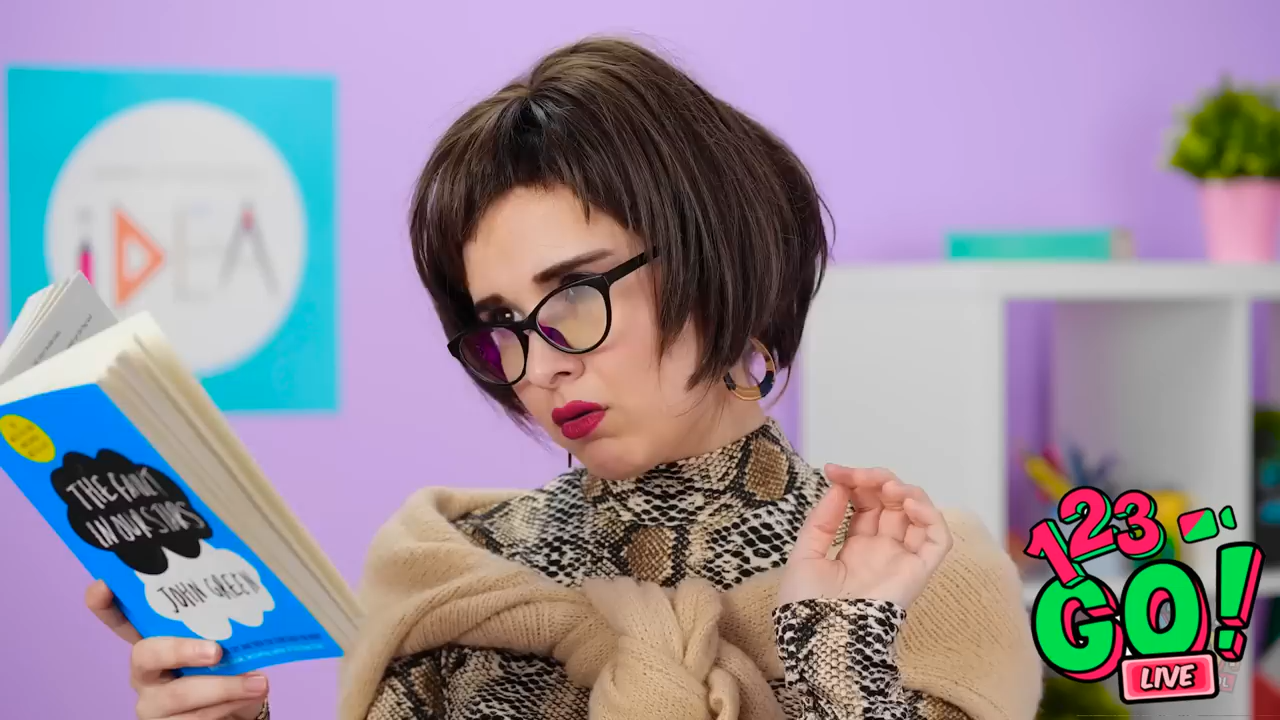 iDEA
THE FAULT
IN OUR STARS
JOHN GREEN
123
GO!
LIVE